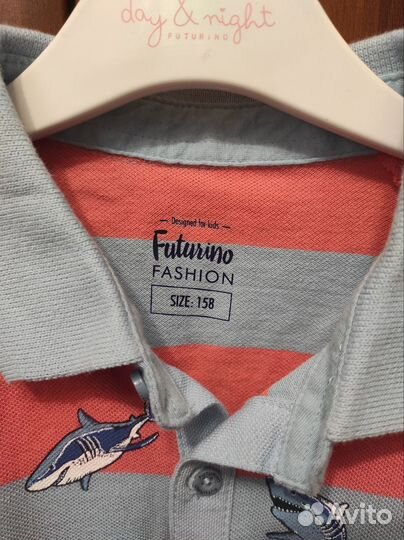 day & night
FUTURINO
— Designed for kids —
Futurino
FASHION
SIZE: 158
Avito